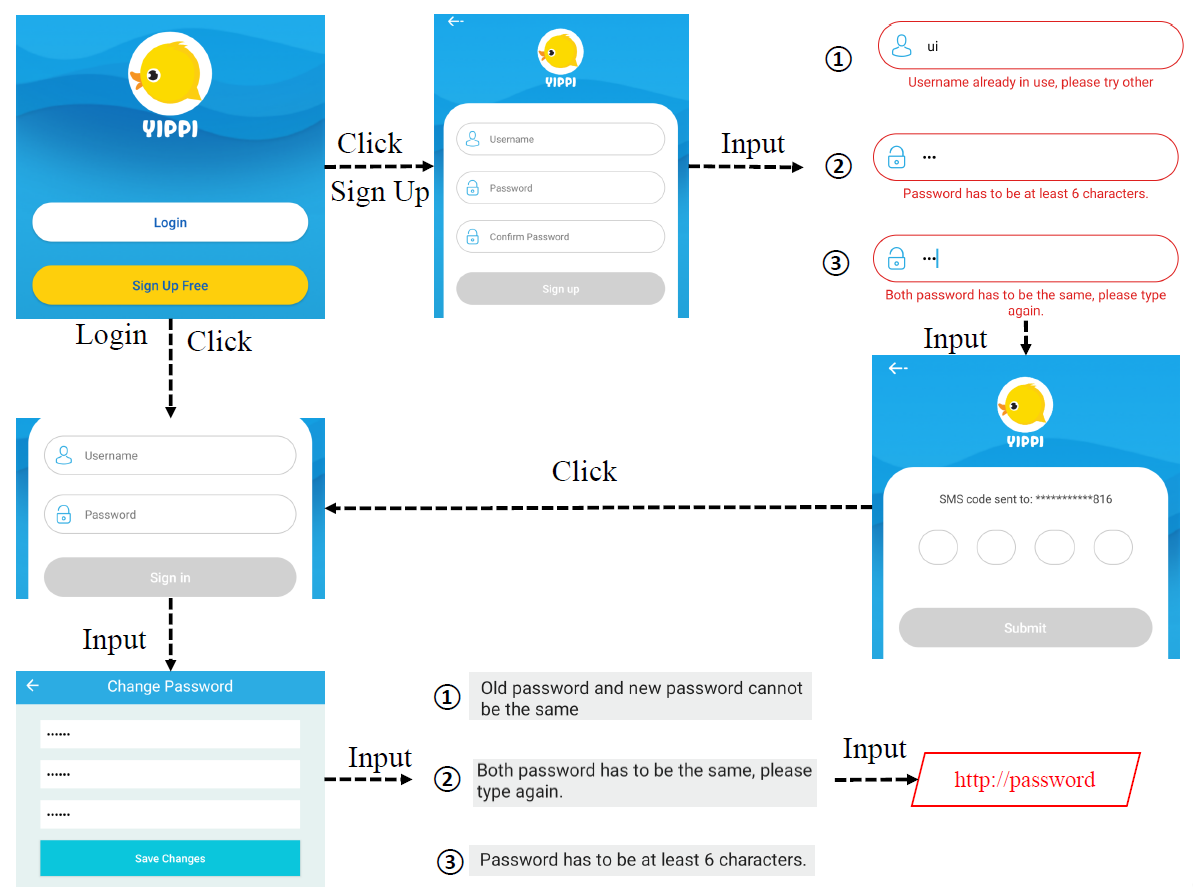 YIPPI
Login
Sign Up Free
Click
Sign Up
YIPPI
Username
Password
Confirm Password
Sign up
Input
①
ui
Username already in use, please try other
②
•••
Password has to be at least 6 characters.
③
•••
Both password has to be the same, please type
again.
Login
Click
Input
Username
Password
Sign in
Click
YIPPI
SMS code sent to: ***********816
Submit
Input
Change Password
••••••
••••••
••••••
Save Changes
Input
①
Old password and new password cannot
be the same
②
Both password has to be the same, please
type again.
③
Password has to be at least 6 characters.
Input
http://password